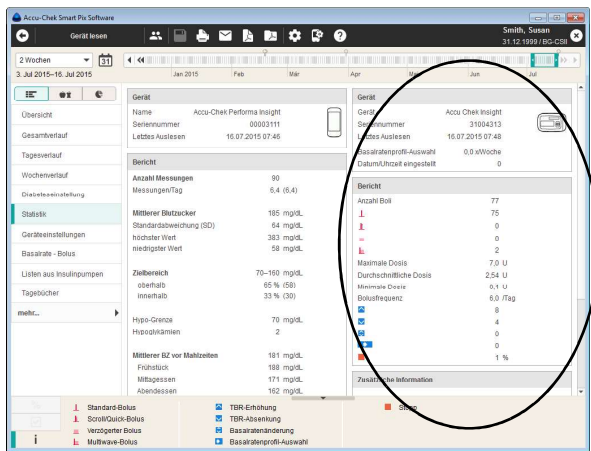 Accu-Chek Smart Pix Software
Gerät lesen
Smith, Susan
31.12.1999 / BG-CSII
2 Wochen
31
3. Jul 2015–16. Jul 2015
Jan 2015 Feb Mär Apr Jun Jul
Übersicht
Gesamtverlauf
Tagesverlauf
Wochenverlauf
Diabeteseinstellung
Statistik
Geräteeinstellungen
Basalrate - Bolus
Listen aus Insulinpumpen
Tagebücher
mehr...
Gerät
Name Accu-Chek Performa Insight
Seriennummer 00003111
Letztes Auslesen 16.07.2015 07:46
Bericht
Anzahl Messungen 90
Messungen/Tag 6,4 (6,4)
Mittlerer Blutzucker 185 mg/dL
Standardabweichung (SD) 64 mg/dL
höchster Wert 383 mg/dL
niedrigster Wert 58 mg/dL
Zielbereich 70–160 mg/dL
oberhalb 65 % (58)
innerhalb 33 % (30)
Hypo-Grenze 70 mg/dL
Hypoglykämien 2
Mittlerer BZ vor Mahlzeiten 181 mg/dL
Frühstück 188 mg/dL
Mittagessen 171 mg/dL
Abendessen 162 mg/dL
Gerät
Gerät Accu Chek Insight
Seriennummer 31004313
Letztes Auslesen 16.07.2015 07:48
Basalratenprofil-Auswahl 0,0 x/Woche
Datum/Uhrzeit eingestellt 0
Bericht
Anzahl Boli 77
75
0
0
2
Maximale Dosis 7,0 U
Durchschnittliche Dosis 2,54 U
Minimale Dosis 0,1 U
Bolusfrequenz 6,0 /Tag
8
4
0
0
1 %
Zusätzliche Information
Standard-Bolus
Scroll/Quick-Bolus
Verzögerter Bolus
Multiwave-Bolus
TBR-Erhöhung
TBR-Absenkung
Basalratenänderung
Basalratenprofil-Auswahl
Stopp
i